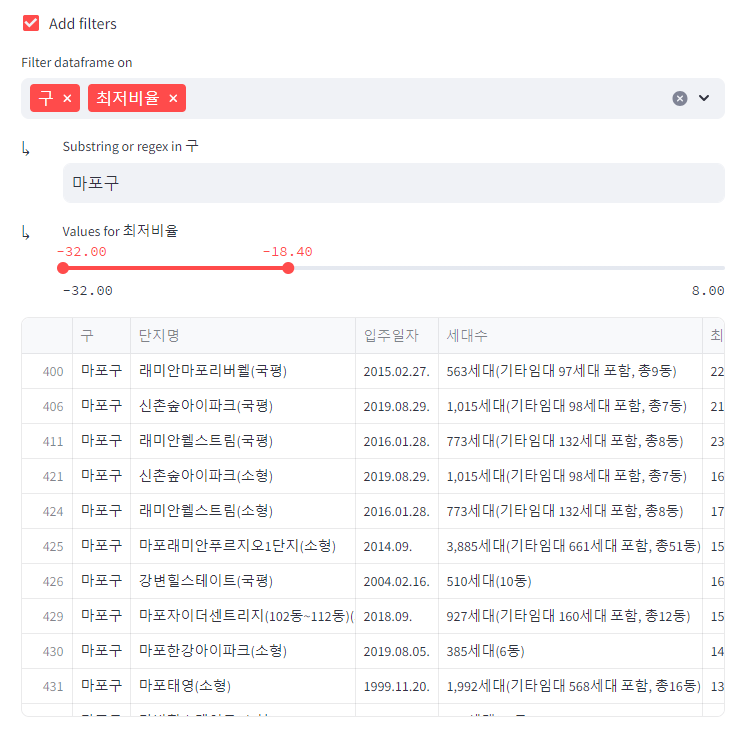 Add filters
Filter dataframe on
구 × 최저비율 ×
↳ Substring or regex in 구
마포구
↳ Values for 최저비율
-32.00 -18.40
-32.00 8.00
구 단지명 입주일자 세대수 최
400 마포구 래미안마포리버웰(국평) 2015.02.27. 563세대(기타임대 97세대 포함, 총9동) 22
406 마포구 신촌숲아이파크(국평) 2019.08.29. 1,015세대(기타임대 98세대 포함, 총7동) 21
411 마포구 래미안웰스트림(국평) 2016.01.28. 773세대(기타임대 132세대 포함, 총8동) 23
421 마포구 신촌숲아이파크(소형) 2019.08.29. 1,015세대(기타임대 98세대 포함, 총7동) 16
424 마포구 래미안웰스트림(소형) 2016.01.28. 773세대(기타임대 132세대 포함, 총8동) 17
425 마포구 마포래미안푸르지오1단지(소형) 2014.09. 3,885세대(기타임대 661세대 포함, 총51동) 15
426 마포구 강변힐스테이트(국평) 2004.02.16. 510세대(10동) 16
429 마포구 마포자이더센트리지(102동~112동)( 2018.09. 927세대(기타임대 160세대 포함, 총12동) 15
430 마포구 마포한강아이파크(소형) 2019.08.05. 385세대(6동) 14
431 마포구 마포태영(소형) 1999.11.20. 1,992세대(기타임대 568세대 포함, 총16동) 13